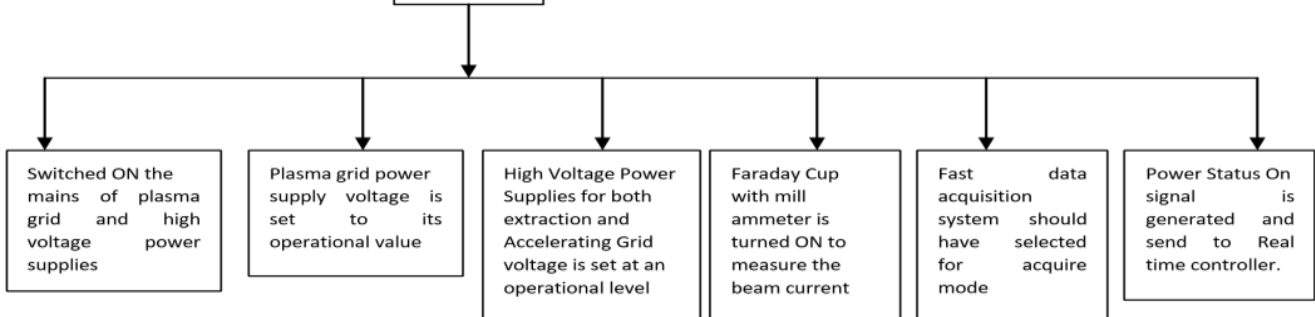 Switched ON the
mains of plasma
grid and high
voltage power
supplies
Plasma grid power
supply voltage is
set to its
operational value
High Voltage Power
Supplies for both
extraction and
Accelerating Grid
voltage is set at an
operational level
Faraday Cup
with mill
ammeter is
turned ON to
measure the
beam current
Fast data
acquisition
system should
have selected
for acquire
mode
Power Status On
signal is
generated and
send to Real
time controller.